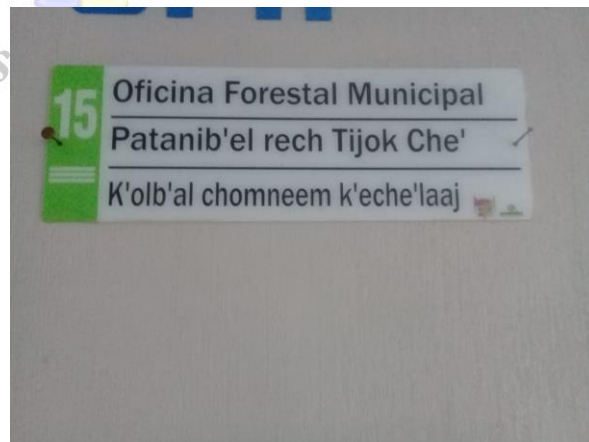 15
Oficina Forestal Municipal
Patanib'el rech Tijok Che'
K'olb'al chomneem k'eche'laaj